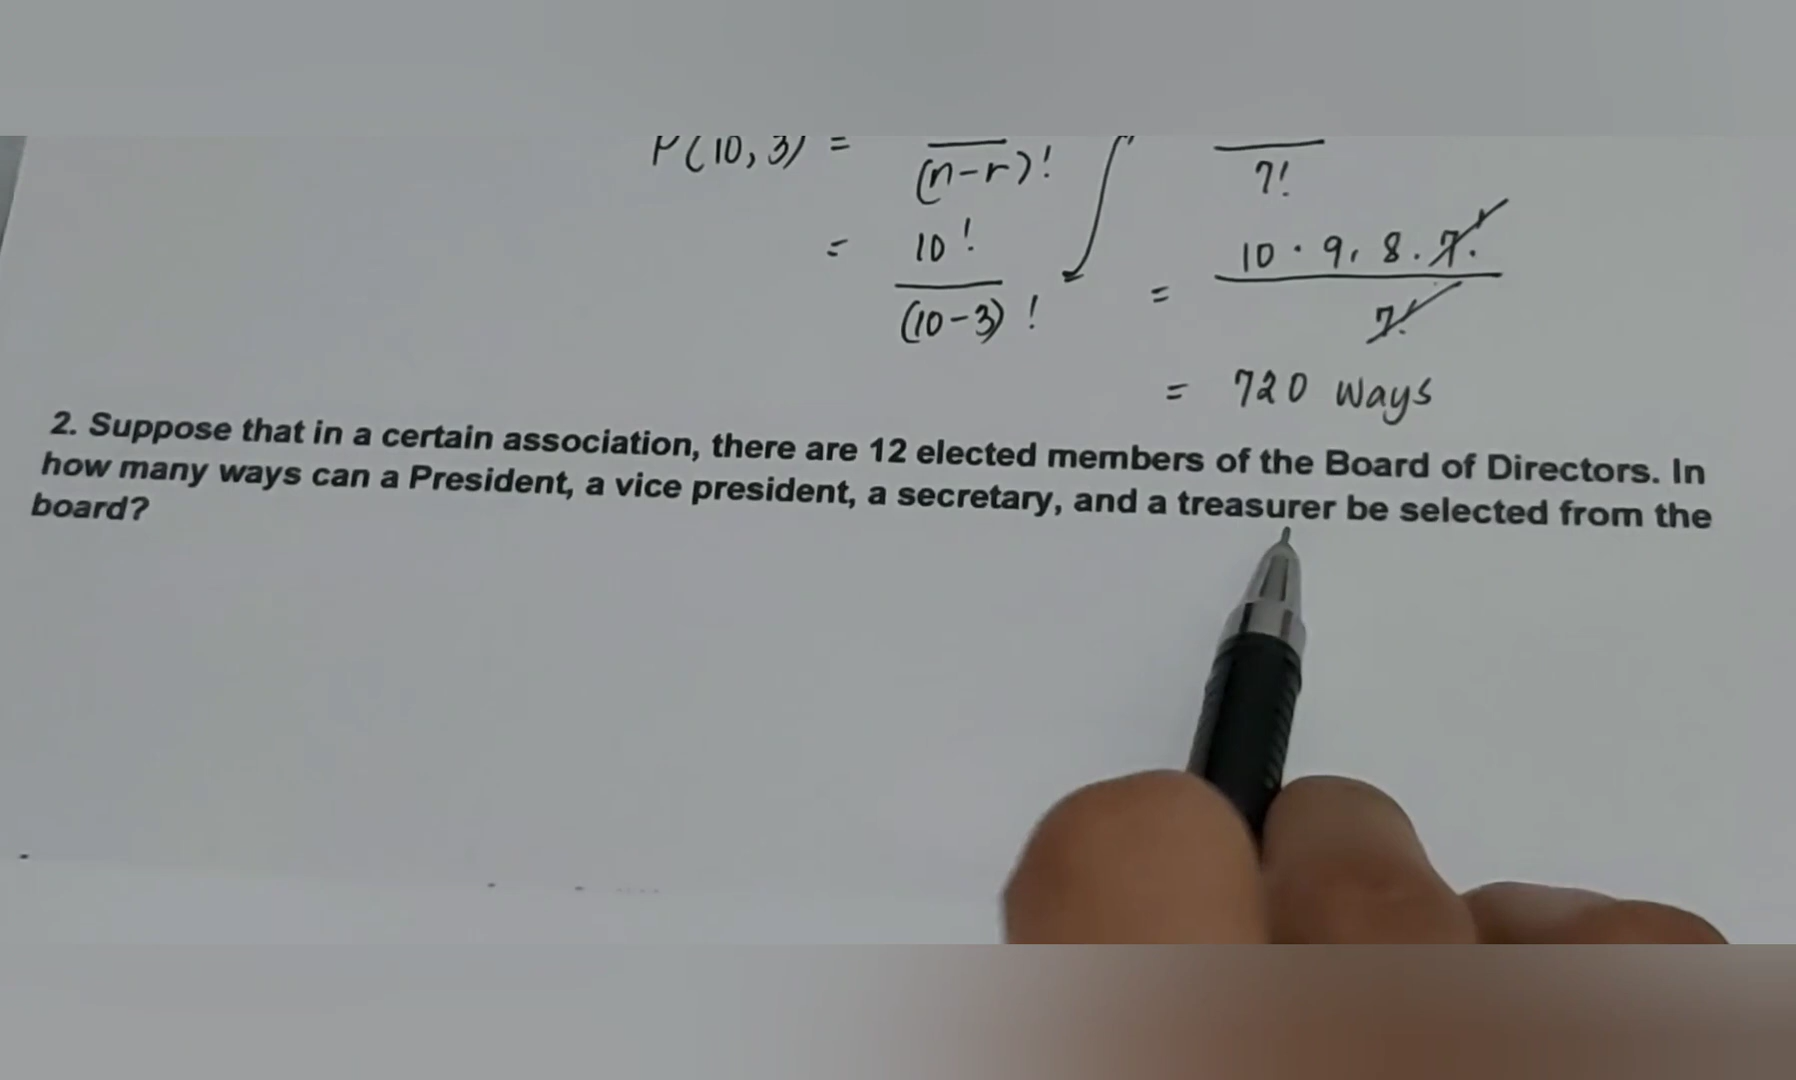 P(10,3) =
(n-r)!
7!
= 10!
(10-3)!
= 10 · 9, 8 . 7!
7!
= 720 ways
2. Suppose that in a certain association, there are 12 elected members of the Board of Directors. In
how many ways can a President, a vice president, a secretary, and a treasurer be selected from the
board?